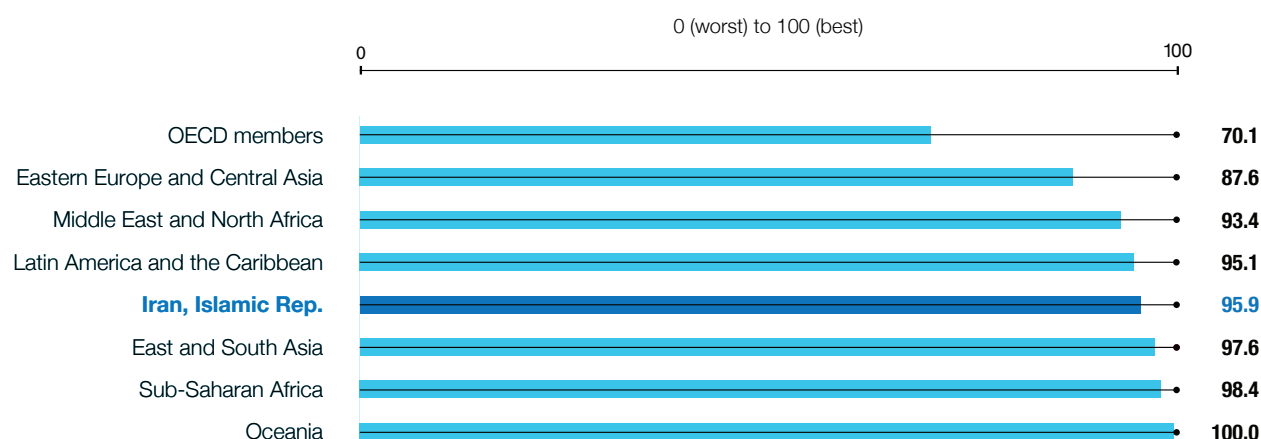 0 (worst) to 100 (best)
0 100
OECD members 70.1
Eastern Europe and Central Asia 87.6
Middle East and North Africa 93.4
Latin America and the Caribbean 95.1
Iran, Islamic Rep. 95.9
East and South Asia 97.6
Sub-Saharan Africa 98.4
Oceania 100.0